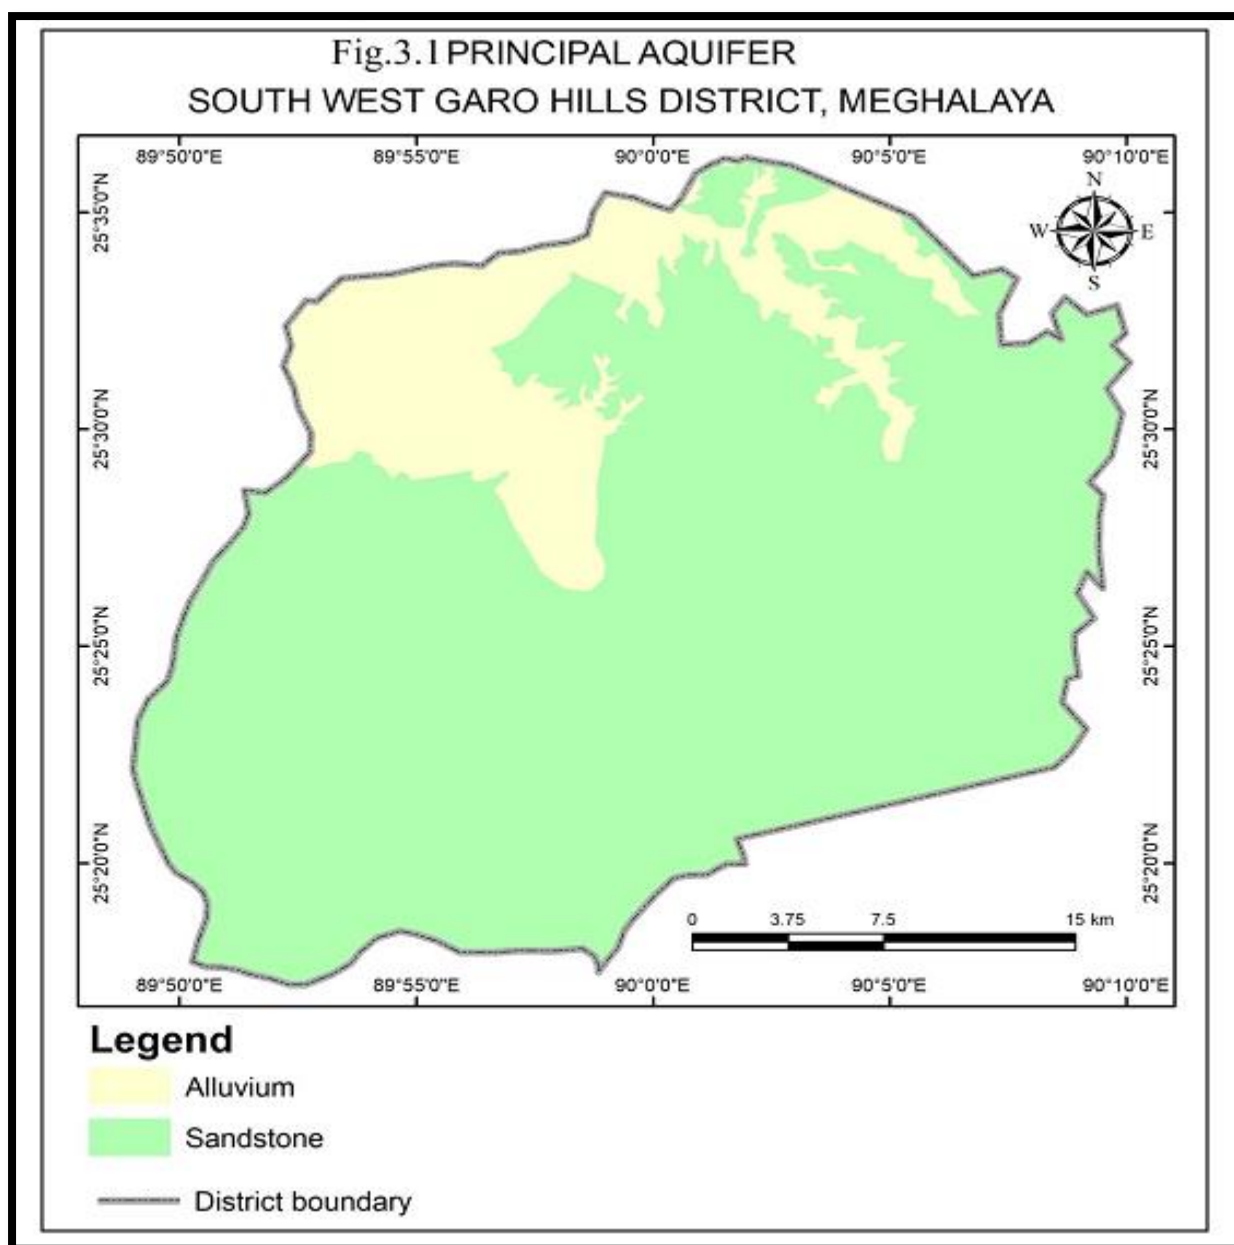 Fig.3.1 PRINCIPAL AQUIFER
SOUTH WEST GARO HILLS DISTRICT, MEGHALAYA
89°50'0"E 89°55'0"E 90°0'0"E 90°5'0"E 90°10'0"E
N
W E
S
25°35'0"N
25°30'0"N 25°30'0"N
25°25'0"N 25°25'0"N
25°20'0"N 25°20'0"N
0 3.75 7.5 15 km
89°50'0"E 89°55'0"E 90°0'0"E 90°5'0"E 90°10'0"E
Legend
Alluvium
Sandstone
District boundary